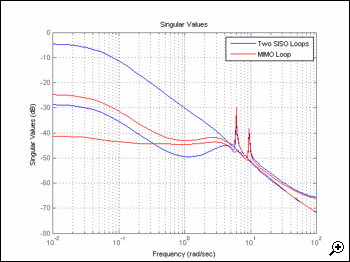 Singular Values
0
-10
-20
-30
-40
-50
-60
-70
-80
Singular Values (dB)
Two SISO Loops
MIMO Loop
10^-2
10^-1
10^0
10^1
10^2
Frequency (rad/sec)